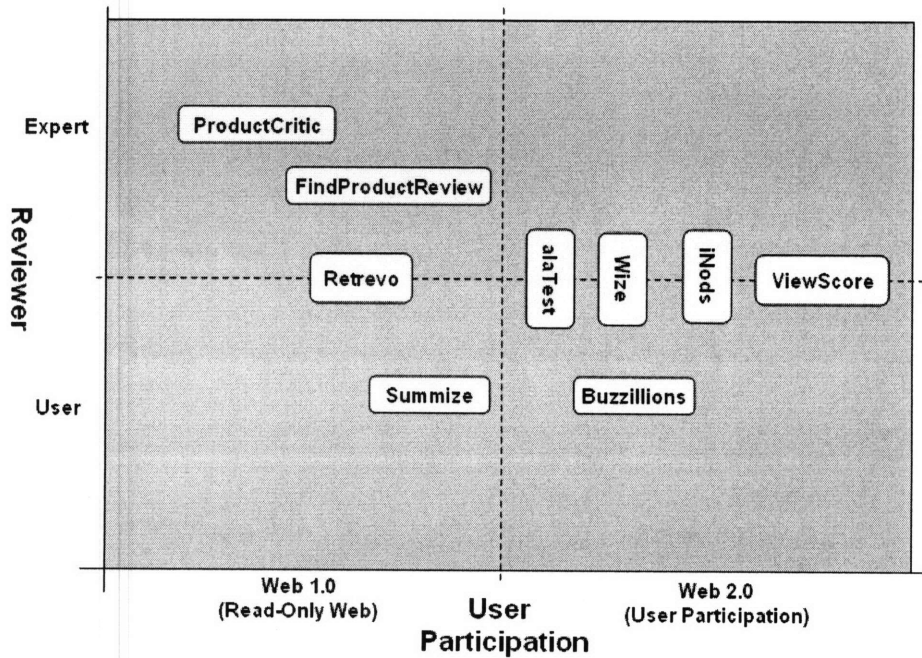 Expert
ProductCritic
FindProductReview
Reviewer
Retrevo
alaTest
Wize
iNods
ViewScore
User
Summize
Buzzillions
Web 1.0
(Read-Only Web)
User
Participation
Web 2.0
(User Participation)